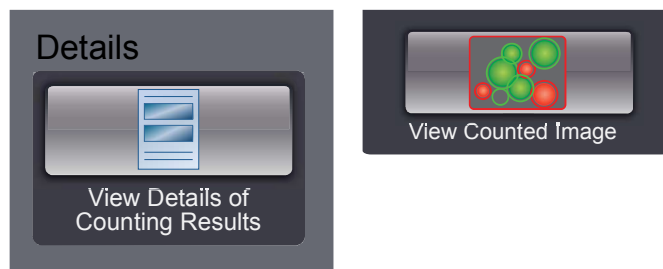 Details
View Details of
Counting Results
View Counted Image